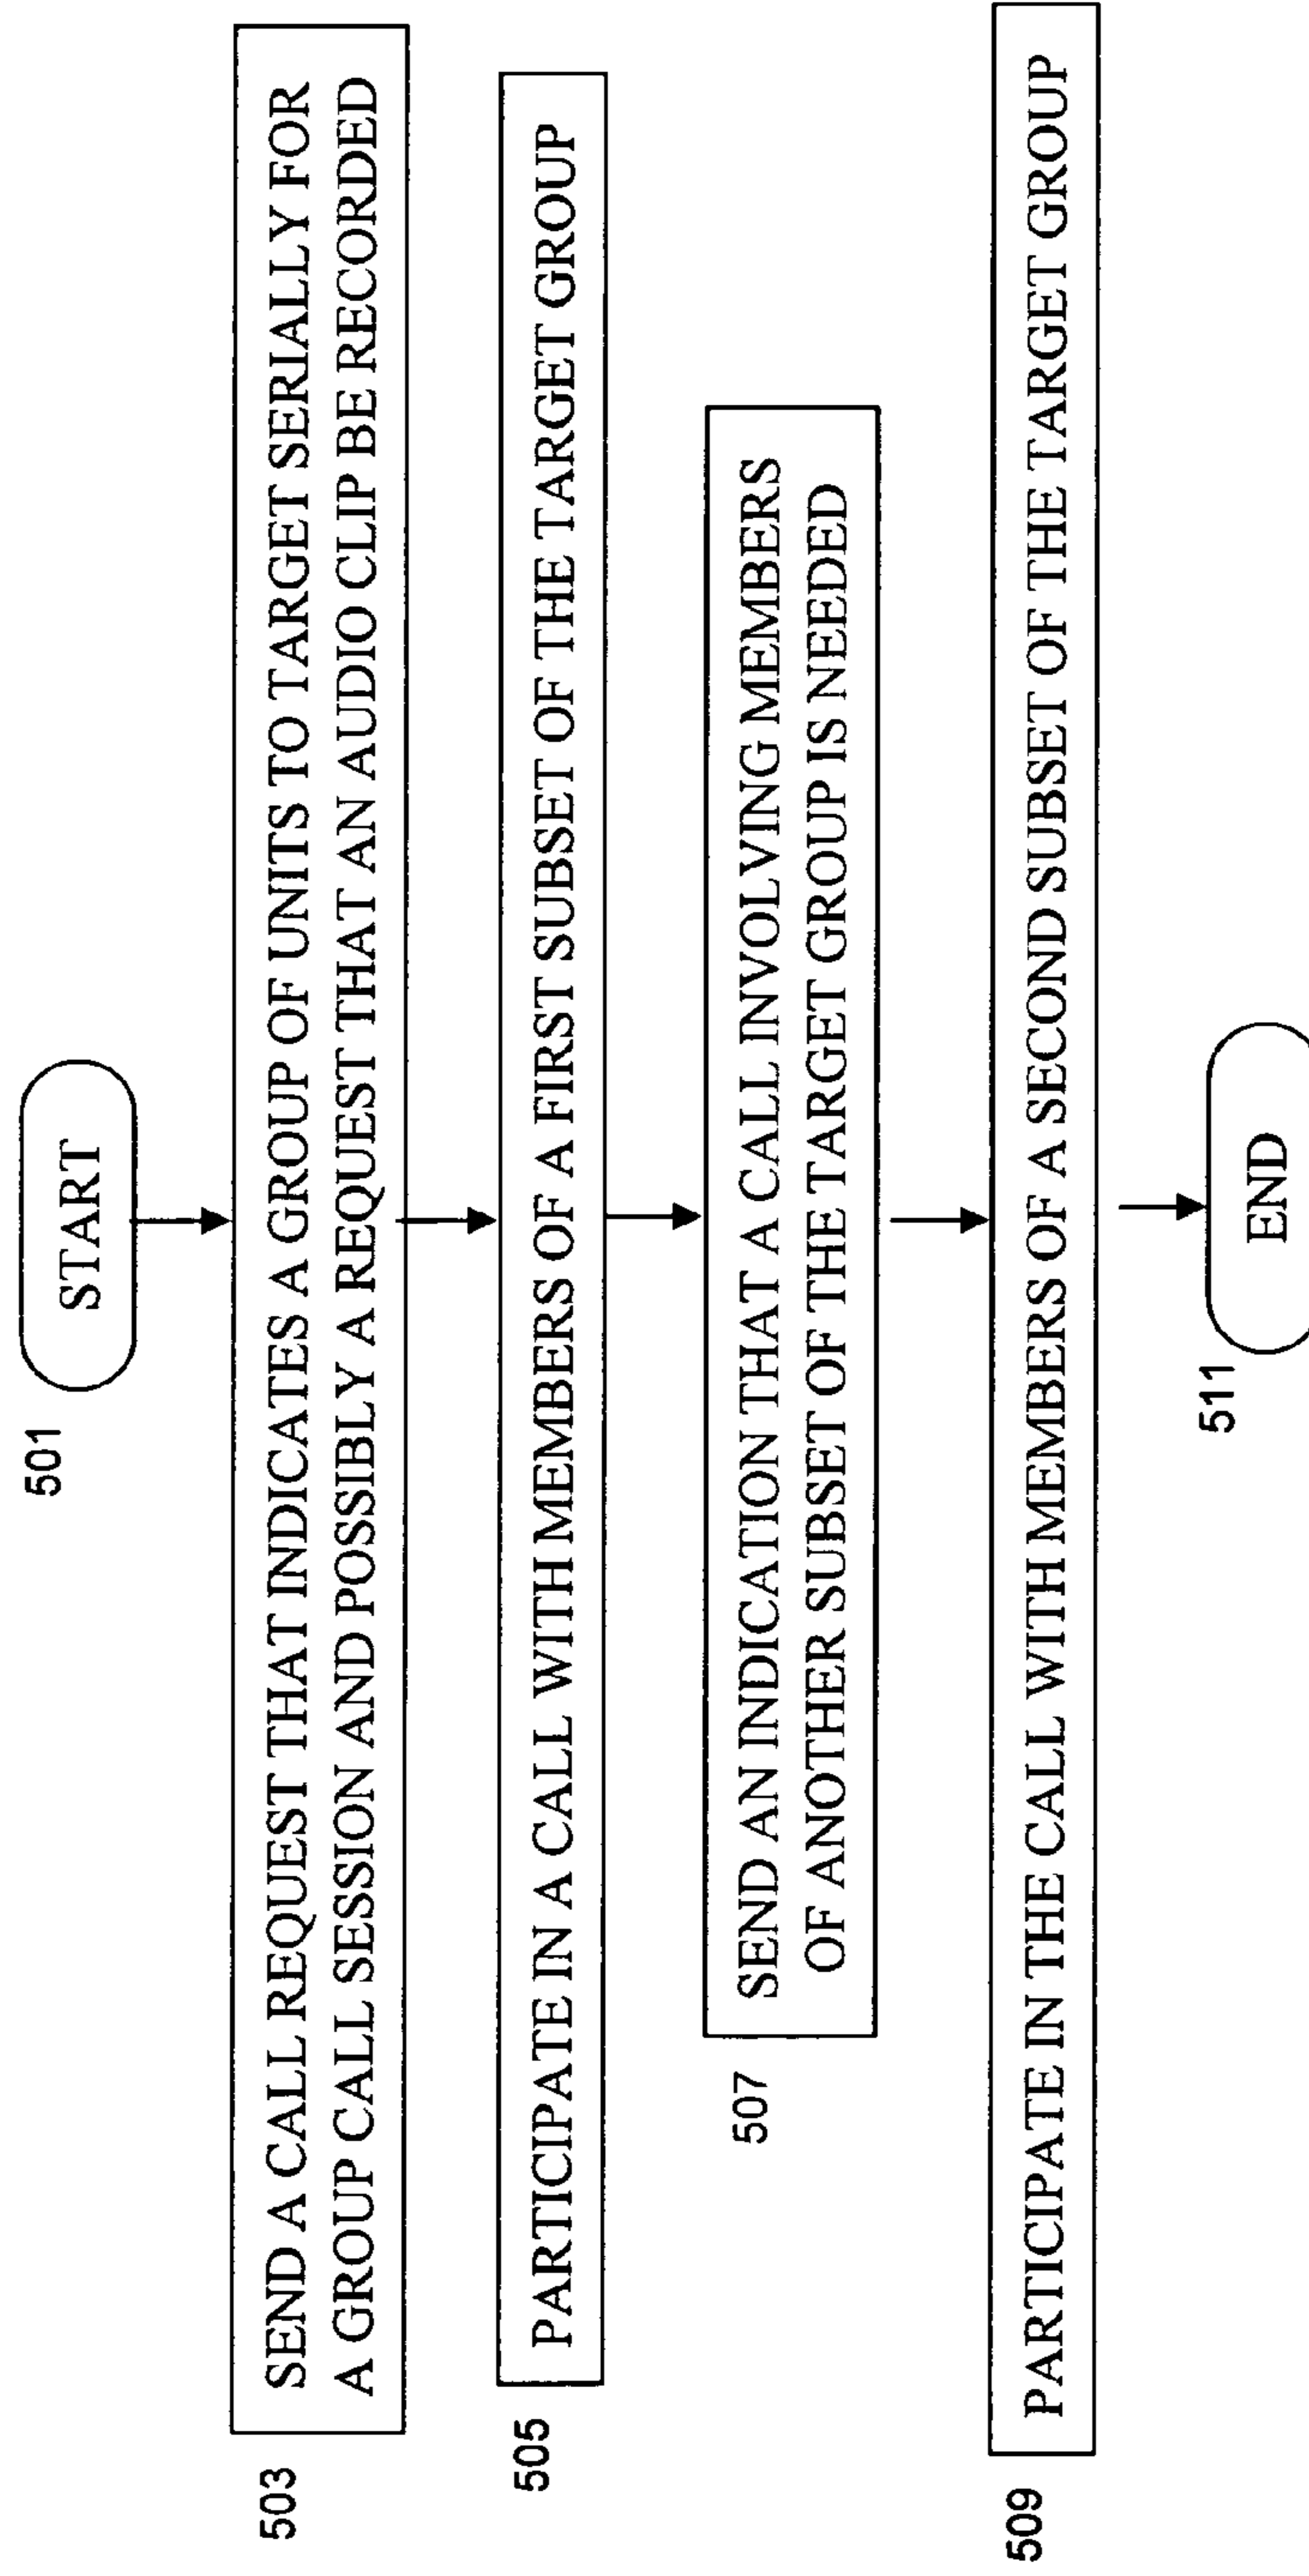 501
START
503
SEND A CALL REQUEST THAT INDICATES A GROUP OF UNITS TO TARGET SERIALLY FOR
A GROUP CALL SESSION AND POSSIBLY A REQUEST THAT AN AUDIO CLIP BE RECORDED
505
PARTICIPATE IN A CALL WITH MEMBERS OF A FIRST SUBSET OF THE TARGET GROUP
507
SEND AN INDICATION THAT A CALL INVOLVING MEMBERS
OF ANOTHER SUBSET OF THE TARGET GROUP IS NEEDED
509
PARTICIPATE IN THE CALL WITH MEMBERS OF A SECOND SUBSET OF THE TARGET GROUP
511
END